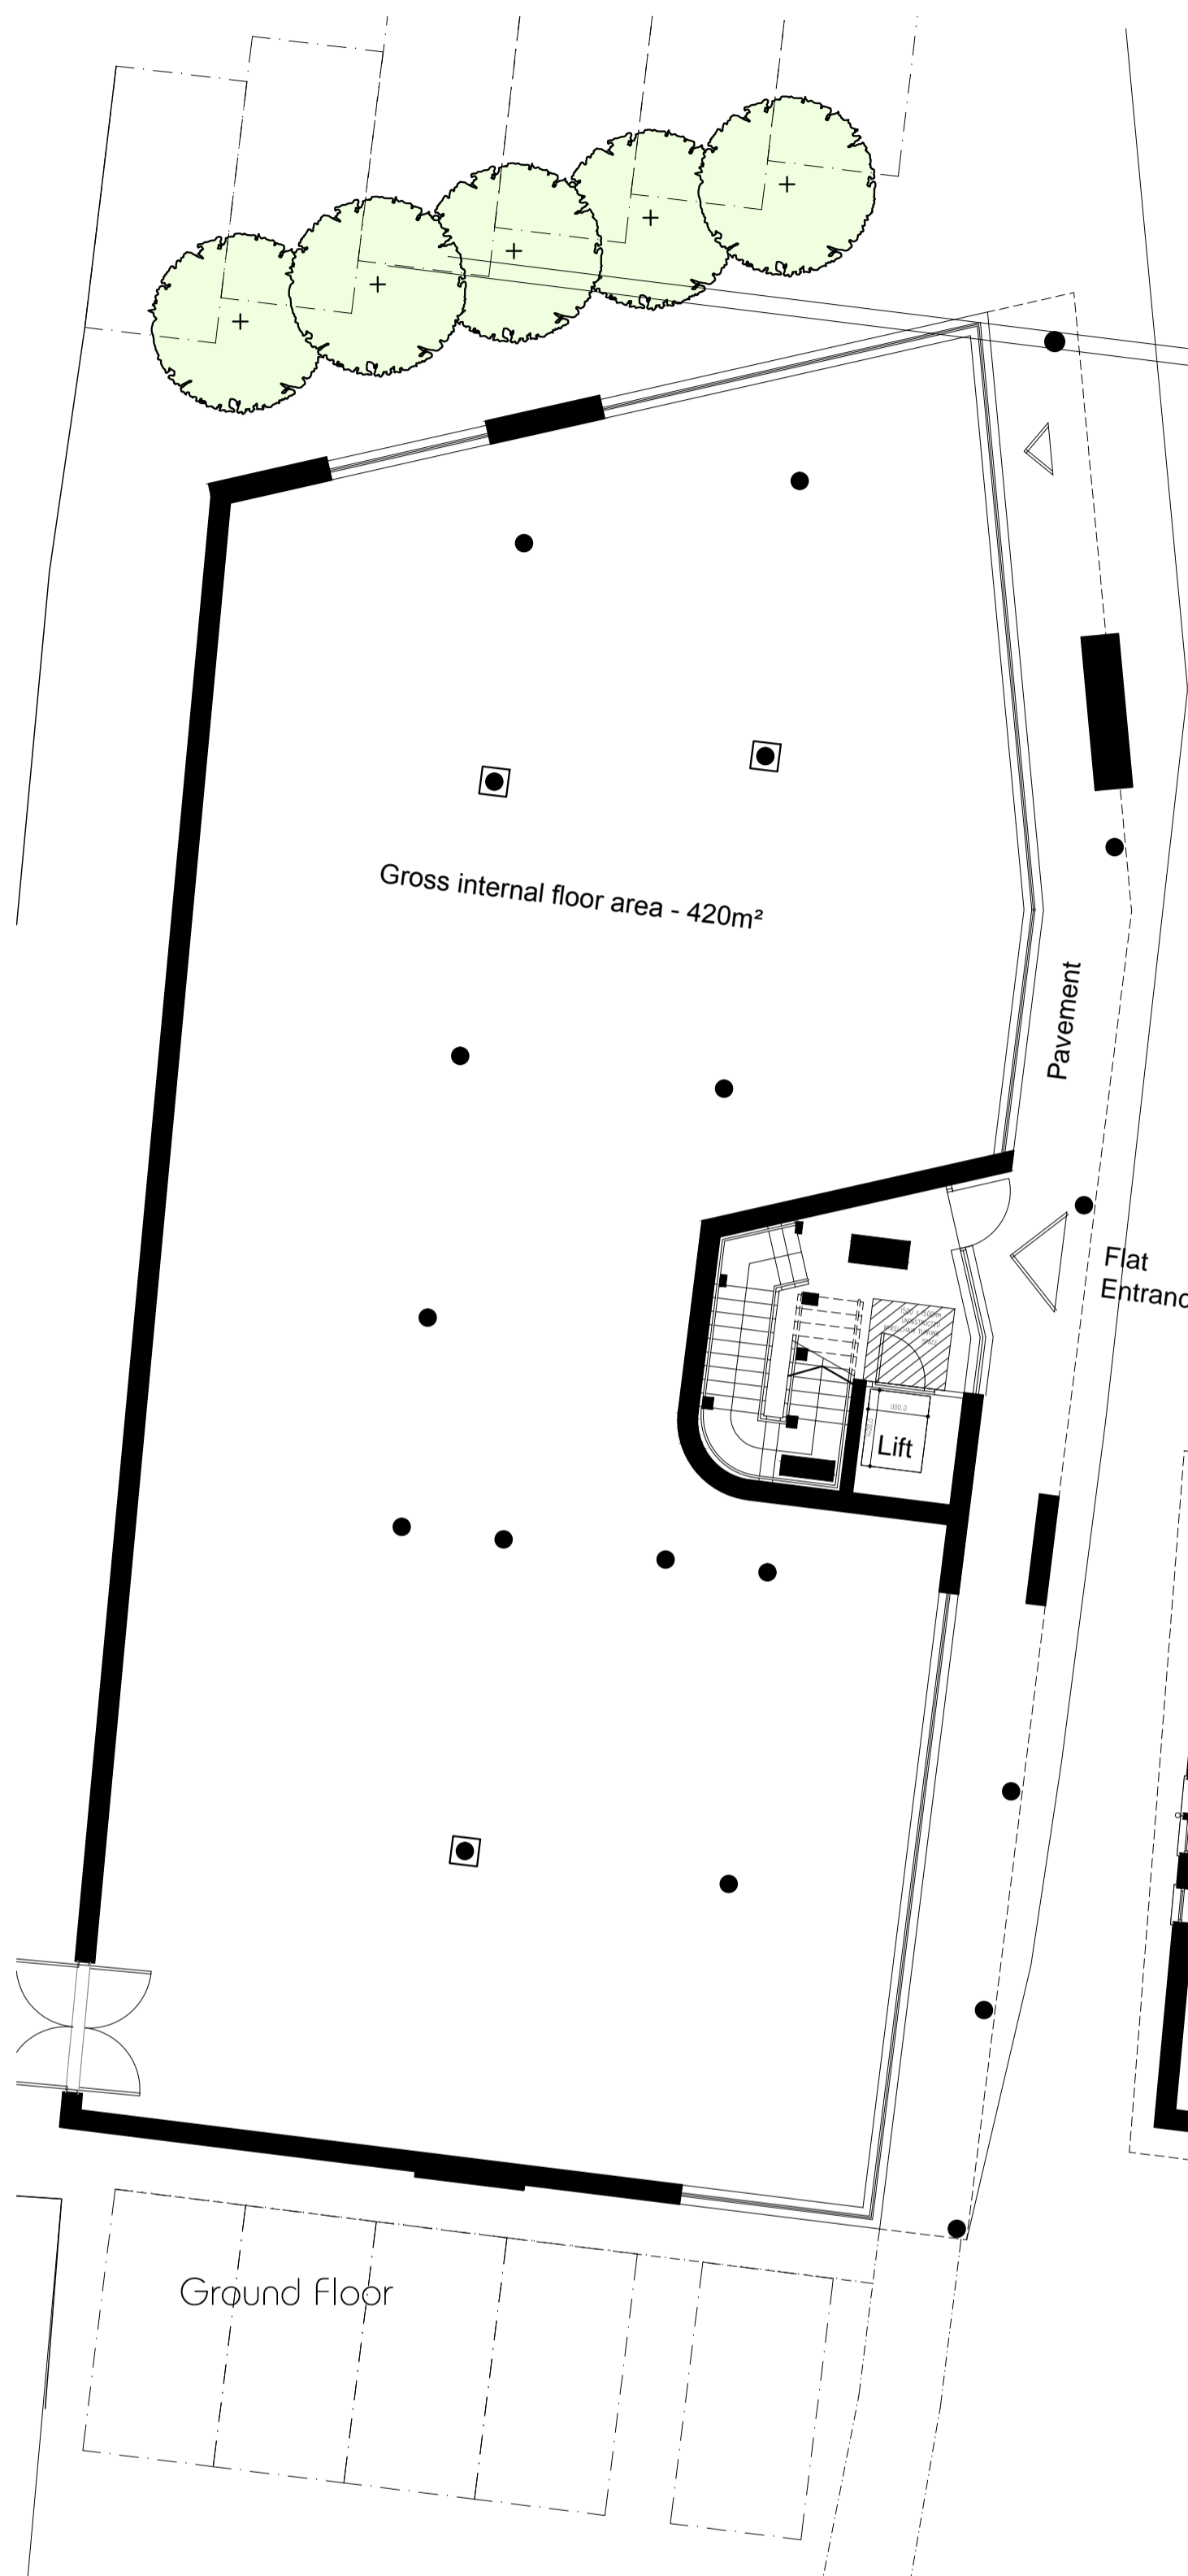 Gross internal floor area - 420m²
Pavement
Flat
Entranc
Lift
Ground Floor